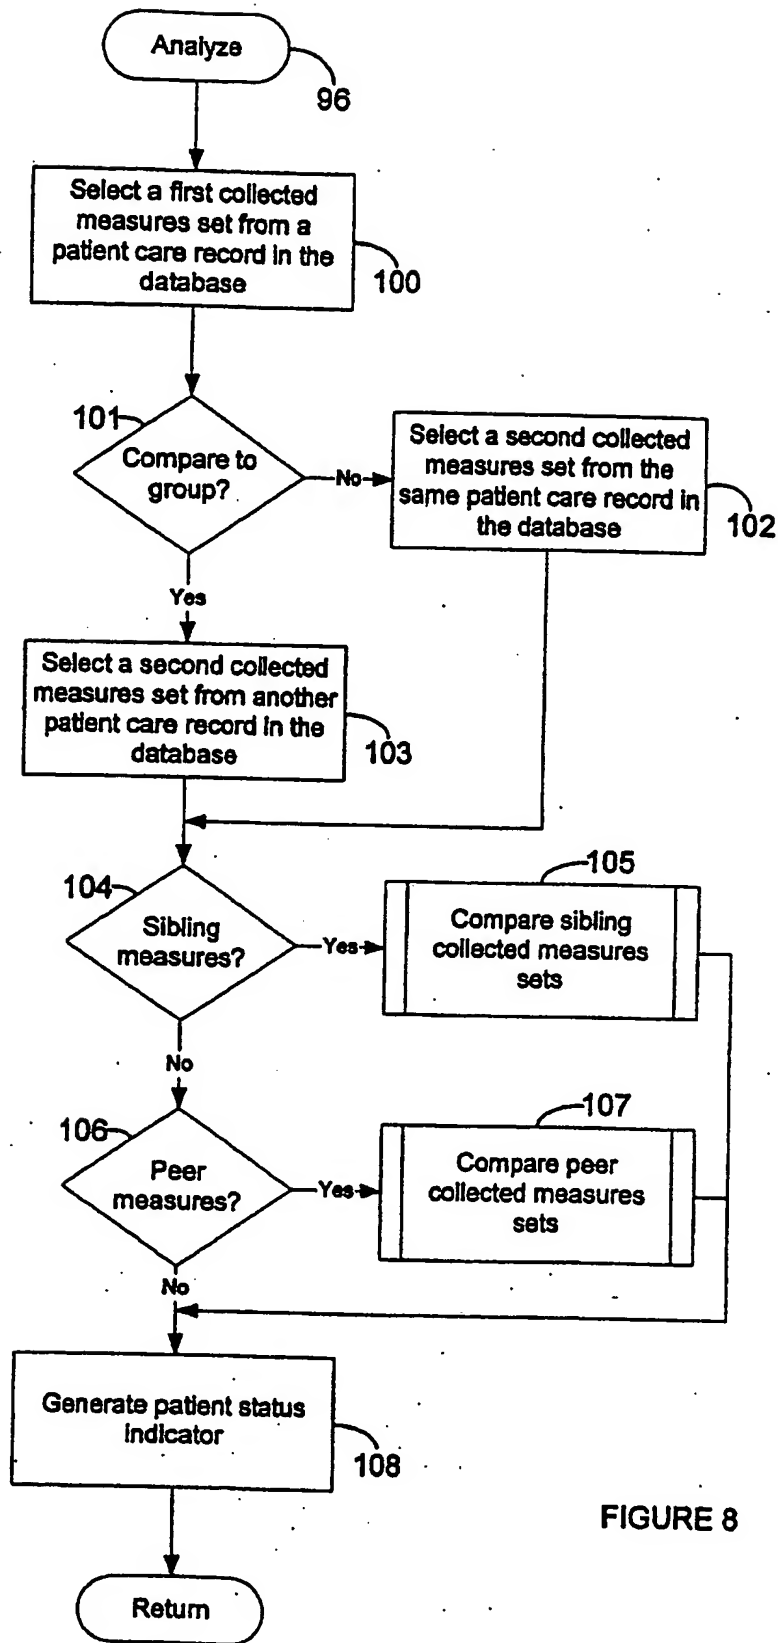 Analyze
96
Select a first collected
measures set from a
patient care record in the
database
100
101
Compare to
group?
No
Select a second collected
measures set from the
same patient care record in
the database
102
Yes
Select a second collected
measures set from another
patient care record in the
database
103
104
Sibling
measures?
Yes
105
Compare sibling
collected measures
sets
No
106
Peer
measures?
Yes
107
Compare peer
collected measures
sets
No
Generate patient status
indicator
108
FIGURE 8
Return